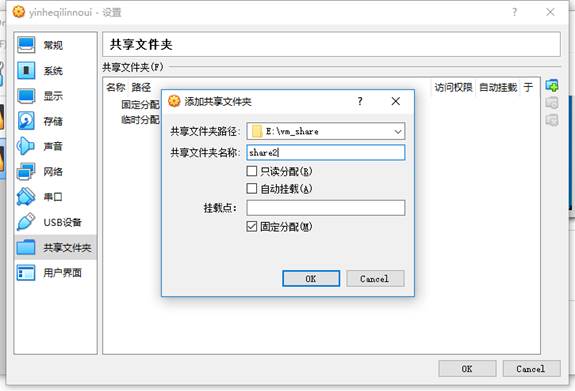 yinheqilinnoui - 设置
常规
系统
显示
存储
声音
网络
串口
USB设备
共享文件夹
用户界面
共享文件夹
共享文件夹(F)
名称 路径 访问权限 自动挂载 于
固定分配
临时分配
添加共享文件夹
共享文件夹路径: E:\vm_share
共享文件夹名称: share2
只读分配(R)
自动挂载(A)
挂载点:
固定分配(M)
OK Cancel
OK Cancel